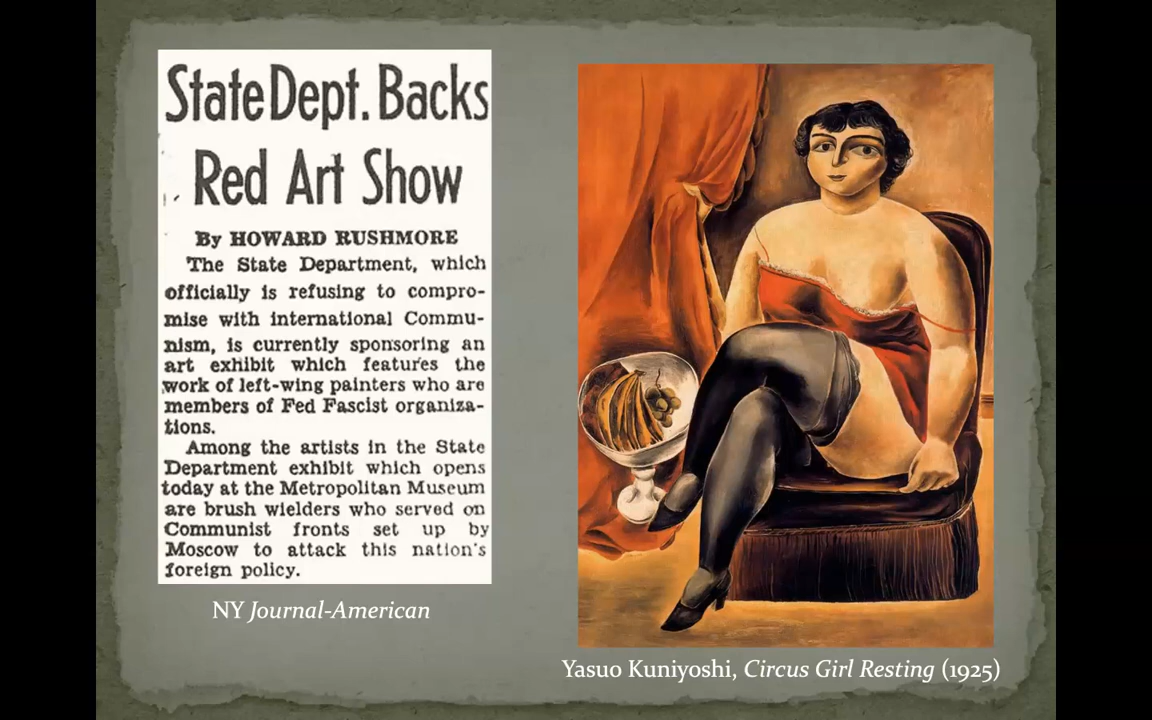 State Dept. Backs
Red Art Show
By HOWARD RUSHMORE
The State Department, which
officially is refusing to compro-
mise with international Commu-
nism, is currently sponsoring an
art exhibit which features the
work of left-wing painters who are
members of Fed Fascist organiza-
tions.
Among the artists in the State
Department exhibit which opens
today at the Metropolitan Museum
are brush wielders who served on
Communist fronts set up by
Moscow to attack this nation's
foreign policy.
NY Journal-American
Yasuo Kuniyoshi, Circus Girl Resting (1925)